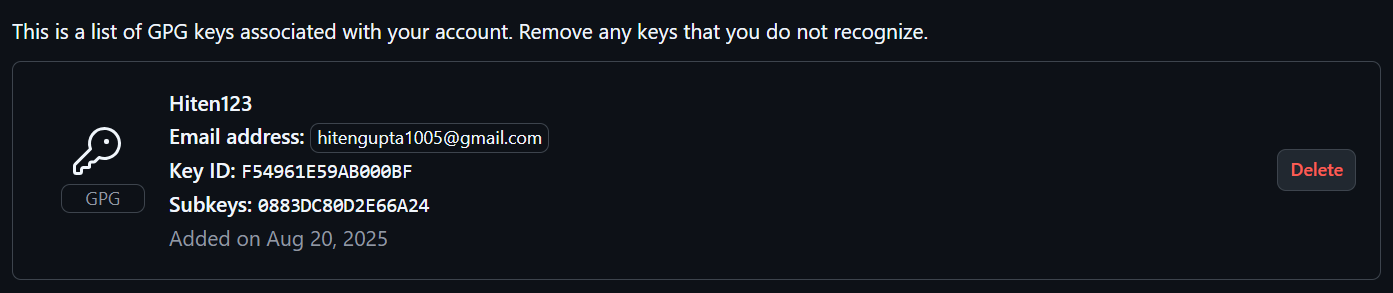 This is a list of GPG keys associated with your account. Remove any keys that you do not recognize.
Hiten123
Email address: hitengupta1005@gmail.com
Key ID: F54961E59AB000BF
GPG
Subkeys: 0883DC80D2E66A24
Added on Aug 20, 2025
Delete